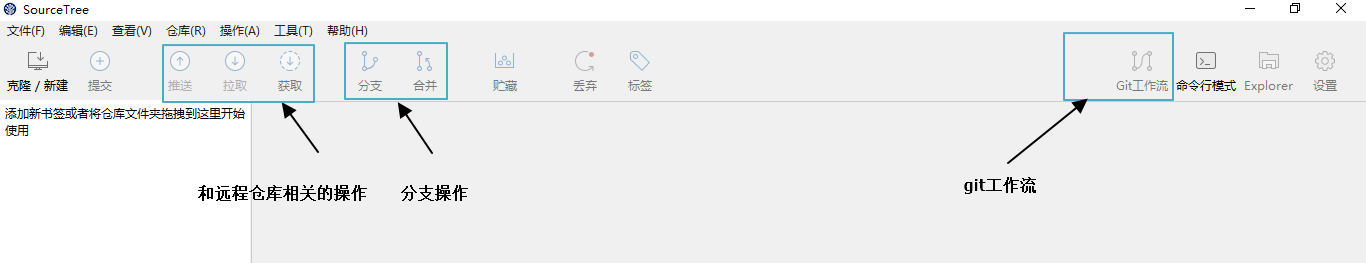 SourceTree
文件(F) 编辑(E) 查看(V) 仓库(R) 操作(A) 工具(T) 帮助(H)
克隆 / 新建 提交 推送 拉取 获取 分支 合并 贮藏 丢弃 标签 Git工作流 命令行模式 Explorer 设置
添加新书签或者将仓库文件夹拖拽到这里开始
使用
和远程仓库相关的操作 分支操作 git工作流